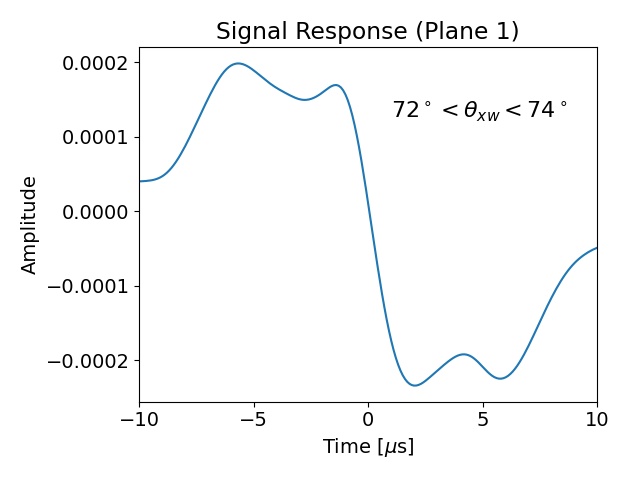 Signal Response (Plane 1)
0.0002
0.0001
0.0000
−0.0001
−0.0002
Amplitude
72° < θxw < 74°
−10
−5
0
5
10
Time [μs]